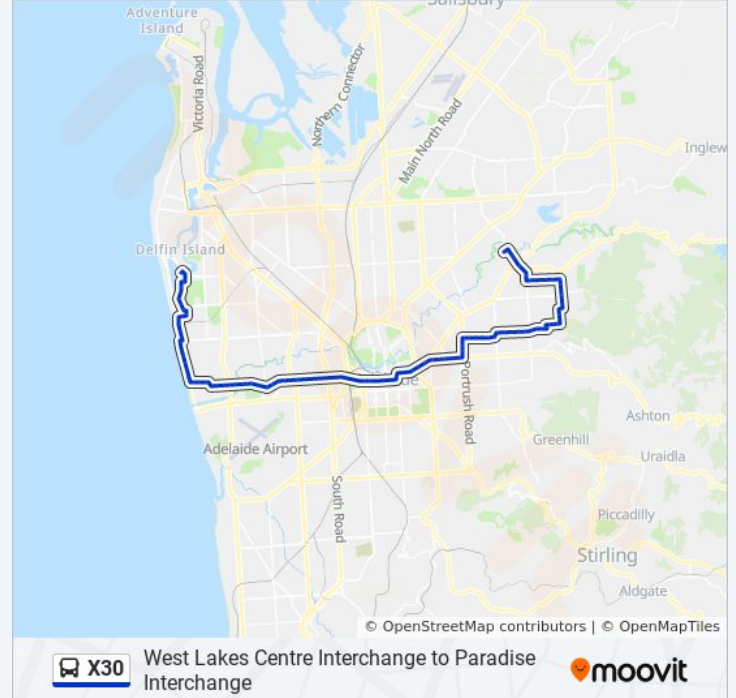 Salisbury
Adventure
Island
Victoria Road
Northern Connector
Main North Road
Inglew
Delfin Island
de
Portrush Road
Ashton
Greenhill
Adelaide Airport
Uraidla
South Road
Piccadilly
Stirling
Aldgate
© OpenStreetMap contributors | © OpenMapTiles
X30
West Lakes Centre Interchange to Paradise
Interchange
moovit